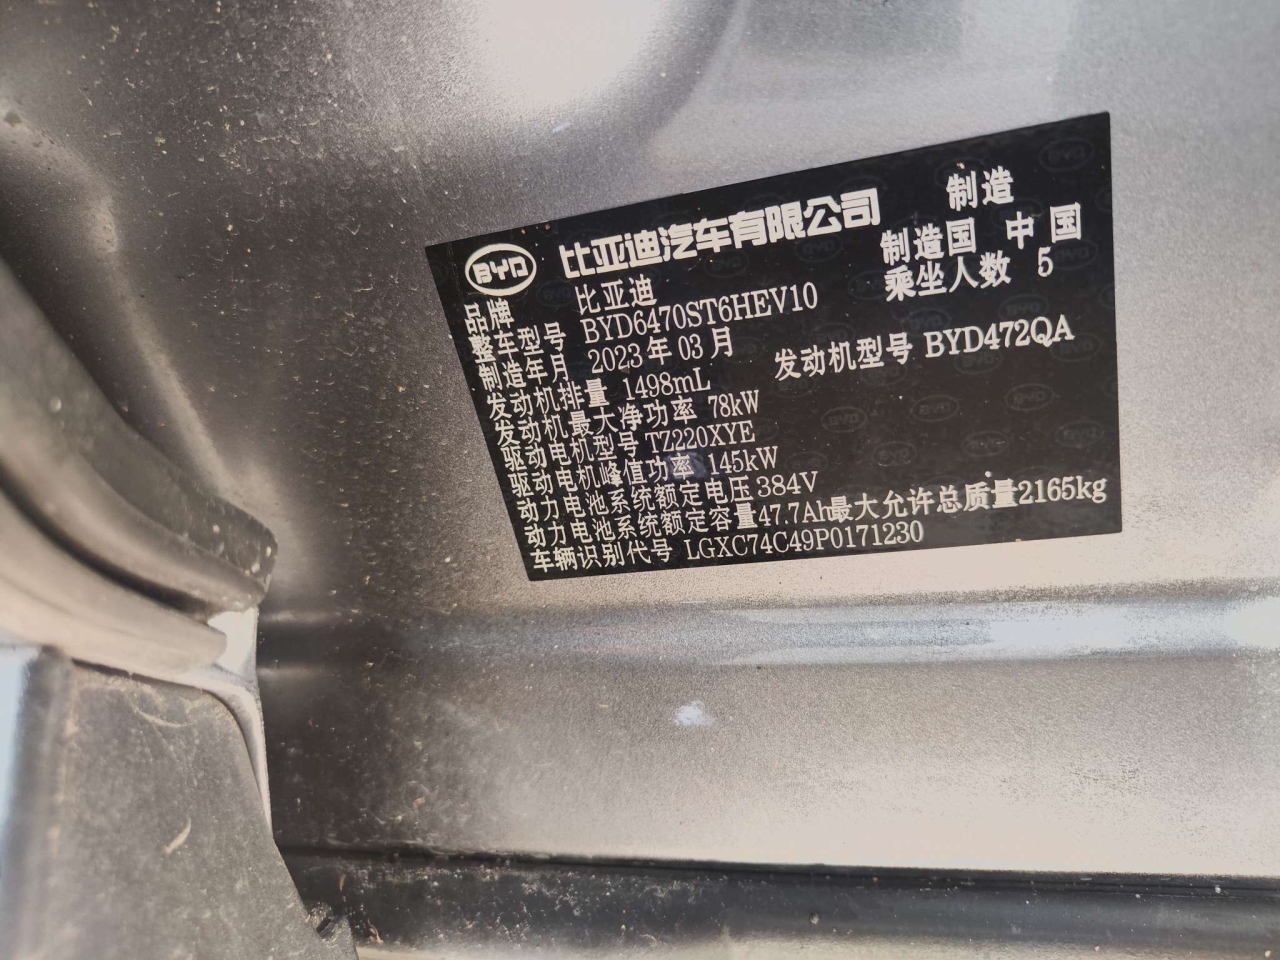 BYD 比亚迪汽车有限公司 制造
品牌 比亚迪 制造国 中国
整车型号 BYD6470ST6HEV10 乘坐人数 5
制造年月 2023年03月
发动机排量 1498mL 发动机型号 BYD472QA
发动机最大净功率 78kW
驱动电机型号 TZ220XYE
驱动电机峰值功率 145kW
动力电池系统额定电压 384V
动力电池系统额定容量 47.7Ah 最大允许总质量 2165kg
车辆识别代号 LGXC74C49P0171230